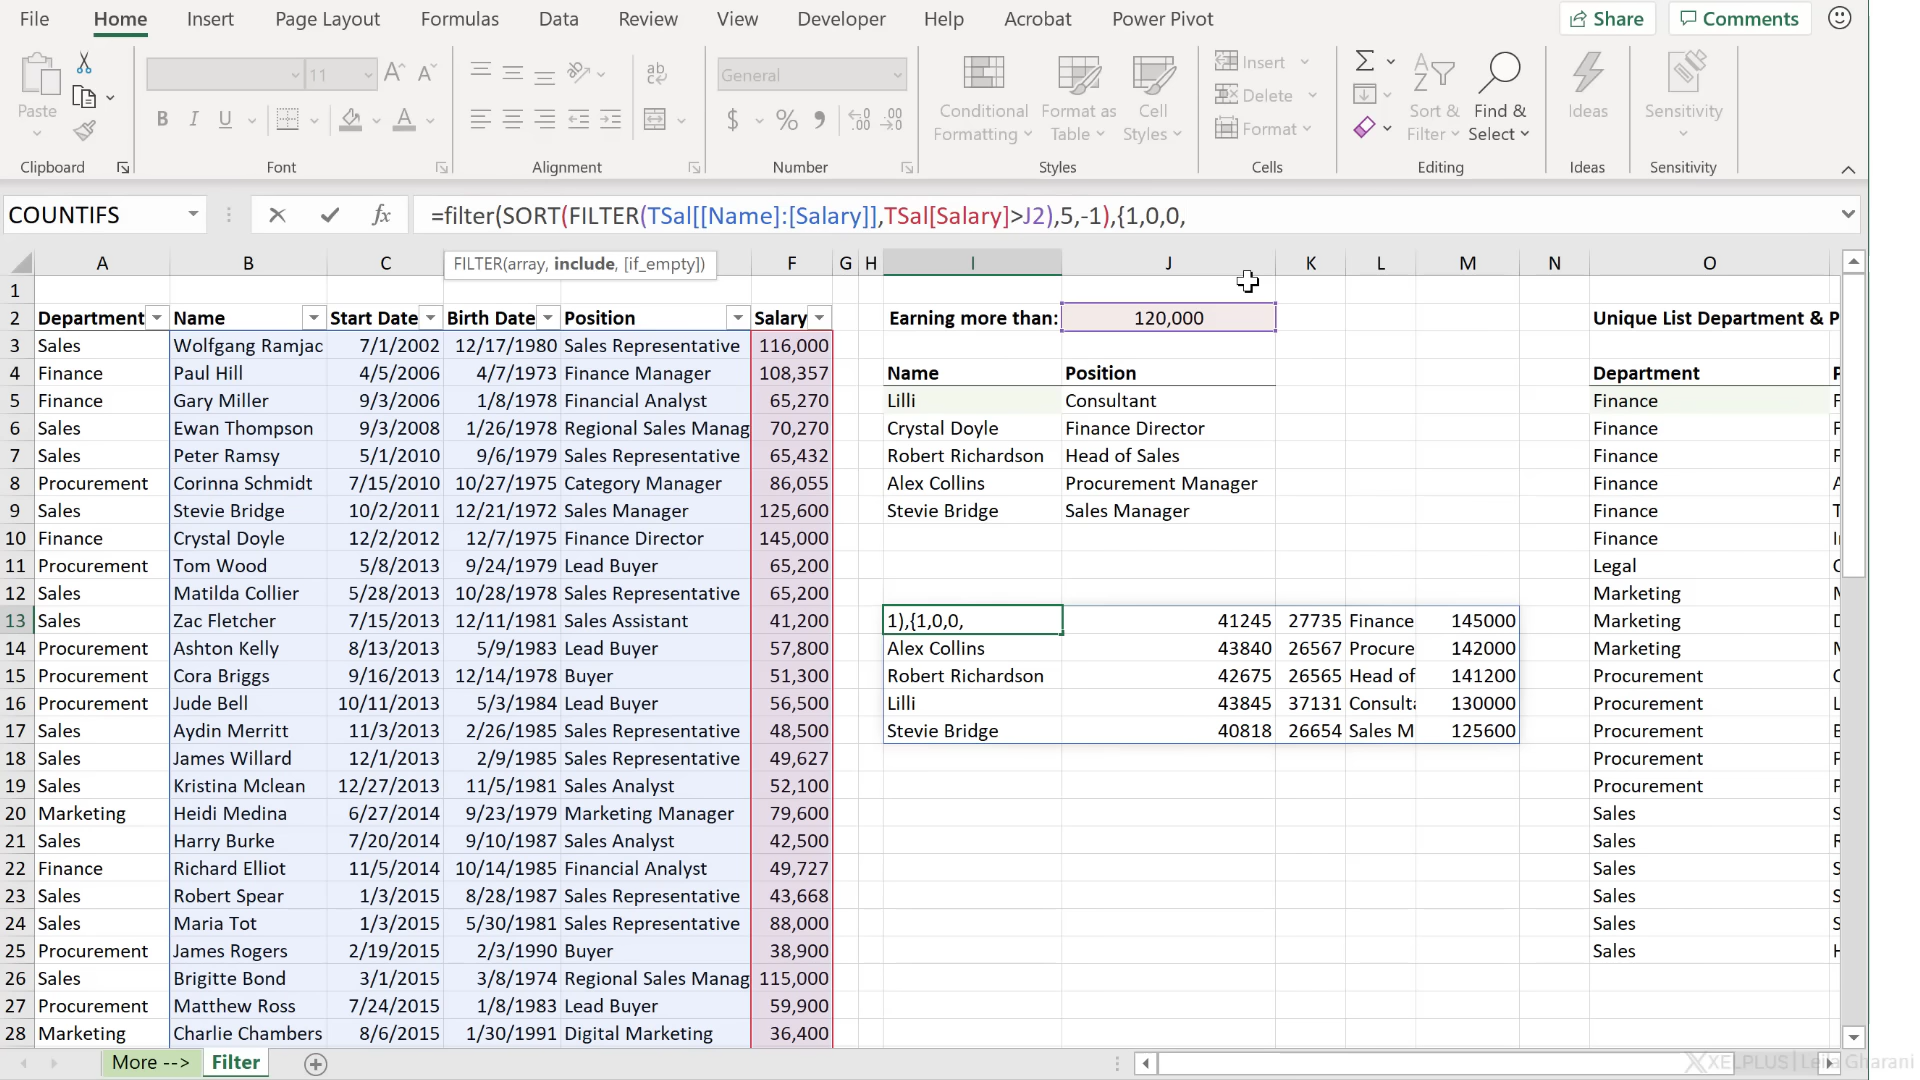 File Home Insert Page Layout Formulas Data Review View Developer Help Acrobat Power Pivot Share Comments
Paste 11 General Insert Delete Format
Conditional Formatting Format as Table Cell Styles Sort & Filter Find & Select Ideas Sensitivity
Clipboard Font Alignment Number Styles Cells Editing Ideas Sensitivity
COUNTIFS fx =filter(SORT(FILTER(TSal[[Name]:[Salary]],TSal[Salary]>J2),5,-1),{1,0,0,
FILTER(array, include, [if_empty])
A B C F G H I J K L M N O
1
2 Department Name Start Date Birth Date Position Salary Earning more than: 120,000 Unique List Department & P
3 Sales Wolfgang Ramjac 7/1/2002 12/17/1980 Sales Representative 116,000
4 Finance Paul Hill 4/5/2006 4/7/1973 Finance Manager 108,357 Name Position Department
5 Finance Gary Miller 9/3/2006 1/8/1978 Financial Analyst 65,270 Lilli Consultant Finance
6 Sales Ewan Thompson 9/3/2008 1/26/1978 Regional Sales Manag 70,270 Crystal Doyle Finance Director Finance
7 Sales Peter Ramsy 5/1/2010 9/6/1979 Sales Representative 65,432 Robert Richardson Head of Sales Finance
8 Procurement Corinna Schmidt 7/15/2010 10/27/1975 Category Manager 86,055 Alex Collins Procurement Manager Finance
9 Sales Stevie Bridge 10/2/2011 12/21/1972 Sales Manager 125,600 Stevie Bridge Sales Manager Finance
10 Finance Crystal Doyle 12/2/2012 12/7/1975 Finance Director 145,000 Finance
11 Procurement Tom Wood 5/8/2013 9/24/1979 Lead Buyer 65,200 Legal
12 Sales Matilda Collier 5/28/2013 10/28/1978 Sales Representative 65,200 Marketing
13 Sales Zac Fletcher 7/15/2013 12/11/1981 Sales Assistant 41,200 1),{1,0,0, 41245 27735 Finance 145000 Marketing
14 Procurement Ashton Kelly 8/13/2013 5/9/1983 Lead Buyer 57,800 Alex Collins 43840 26567 Procure 142000 Marketing
15 Procurement Cora Briggs 9/16/2013 12/14/1978 Buyer 51,300 Robert Richardson 42675 26565 Head of 141200 Procurement
16 Procurement Jude Bell 10/11/2013 5/3/1984 Lead Buyer 56,500 Lilli 43845 37131 Consulta 130000 Procurement
17 Sales Aydin Merritt 11/3/2013 2/26/1985 Sales Representative 48,500 Stevie Bridge 40818 26654 Sales M 125600 Procurement
18 Sales James Willard 12/1/2013 2/9/1985 Sales Representative 49,627 Procurement
19 Sales Kristina Mclean 12/27/2013 11/5/1981 Sales Analyst 52,100 Procurement
20 Marketing Heidi Medina 6/27/2014 9/23/1979 Marketing Manager 79,600 Sales
21 Sales Harry Burke 7/20/2014 9/10/1987 Sales Analyst 42,500 Sales
22 Finance Richard Elliot 11/5/2014 10/14/1985 Financial Analyst 49,727 Sales
23 Sales Robert Spear 1/3/2015 8/28/1987 Sales Representative 43,668 Sales
24 Sales Maria Tot 1/3/2015 5/30/1981 Sales Representative 88,000 Sales
25 Procurement James Rogers 2/19/2015 2/3/1990 Buyer 38,900 Sales
26 Sales Brigitte Bond 3/1/2015 3/8/1974 Regional Sales Manag 115,000
27 Procurement Matthew Ross 7/24/2015 1/8/1983 Lead Buyer 59,900
28 Marketing Charlie Chambers 8/6/2015 1/30/1991 Digital Marketing 36,400
More --> Filter XELPLUS | Leila Gharani